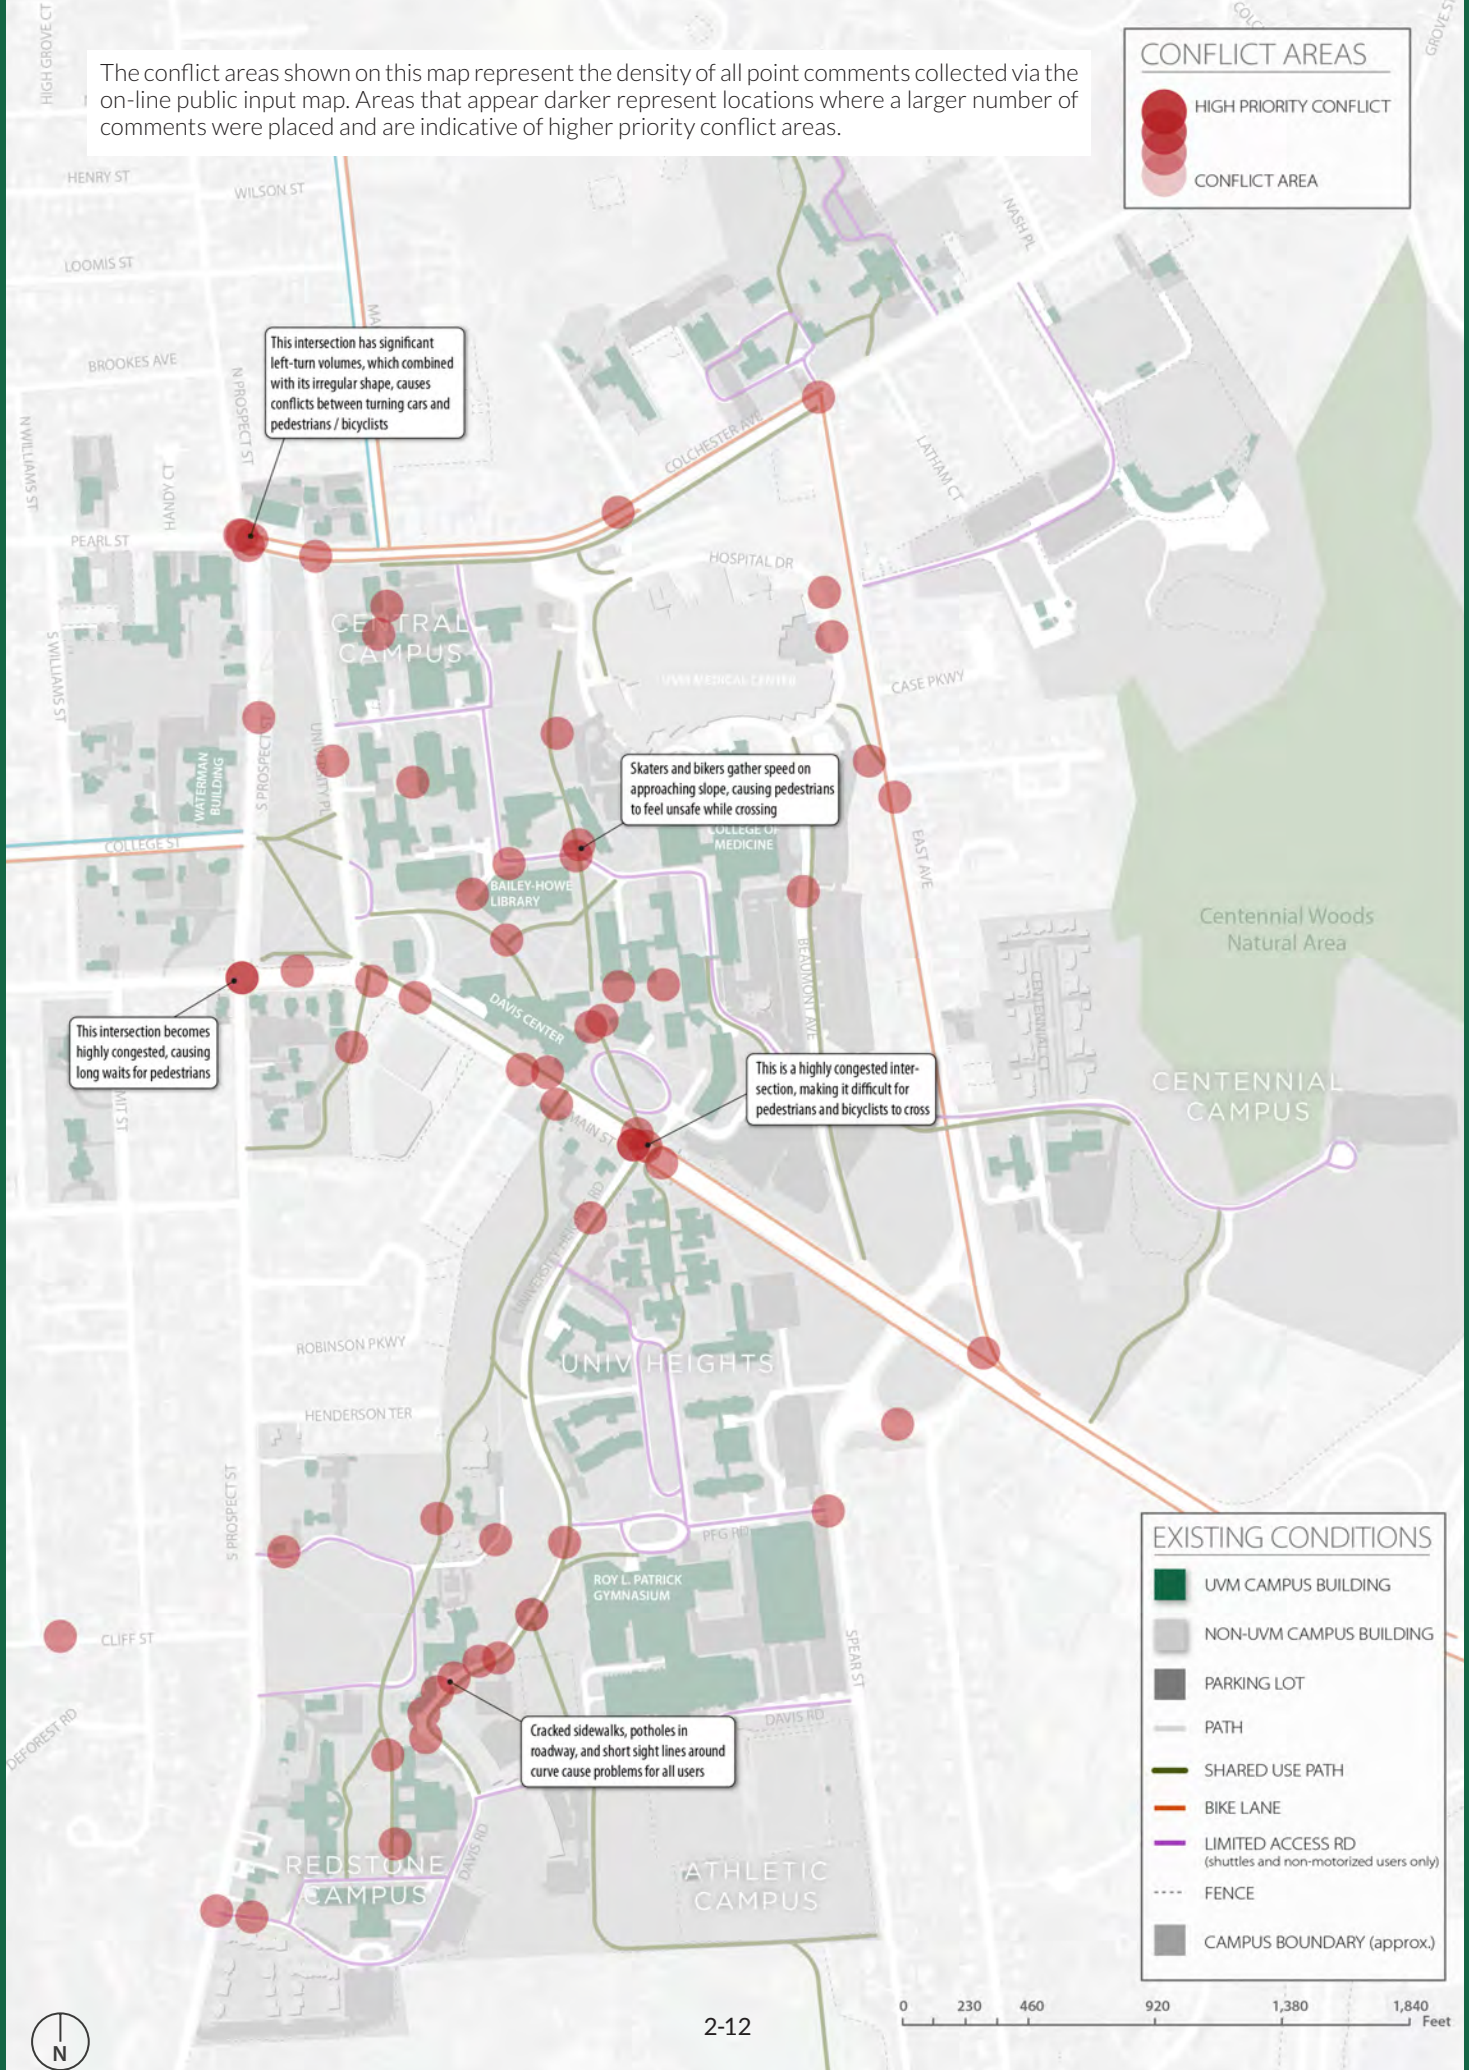 HIGH GROVE CT
GROVE ST
The conflict areas shown on this map represent the density of all point comments collected via the
on-line public input map. Areas that appear darker represent locations where a larger number of
comments were placed and are indicative of higher priority conflict areas.
CONFLICT AREAS
HIGH PRIORITY CONFLICT
CONFLICT AREA
HENRY ST
WILSON ST
NASH PL
LOOMIS ST
This intersection has significant
left-turn volumes, which combined
with its irregular shape, causes
conflicts between turning cars and
pedestrians / bicyclists
BROOKES AVE
N PROSPECT ST
N WILLIAMS ST
HANDY CT
COLCHESTER AVE
LATHAM CT
PEARL ST
HOSPITAL DR
CENTRAL
CAMPUS
S WILLIAMS ST
UVM MEDICAL CENTER
CASE PKWY
S PROSPECT ST
UNIVERSITY PL
WATERMAN
BUILDING
Skaters and bikers gather speed on
approaching slope, causing pedestrians
to feel unsafe while crossing
COLLEGE ST
COLLEGE OF
MEDICINE
EAST AVE
BAILEY-HOWE
LIBRARY
Centennial Woods
Natural Area
BEAUMONT AVE
DAVIS CENTER
This intersection becomes
highly congested, causing
long waits for pedestrians
This is a highly congested inter-
section, making it difficult for
pedestrians and bicyclists to cross
CENTENNIAL
CAMPUS
MAIN ST
ROBINSON PKWY
UNIV HEIGHTS
HENDERSON TER
S PROSPECT ST
PFG RD
ROY L. PATRICK
GYMNASIUM
CLIFF ST
SPEAR ST
DEFOREST RD
DAVIS RD
Cracked sidewalks, potholes in
roadway, and short sight lines around
curve cause problems for all users
DAVIS RD
REDSTONE
CAMPUS
ATHLETIC
CAMPUS
EXISTING CONDITIONS
UVM CAMPUS BUILDING
NON-UVM CAMPUS BUILDING
PARKING LOT
PATH
SHARED USE PATH
BIKE LANE
LIMITED ACCESS RD
(shuttles and non-motorized users only)
FENCE
CAMPUS BOUNDARY (approx.)
0 230 460 920 1,380 1,840
Feet
2-12
N